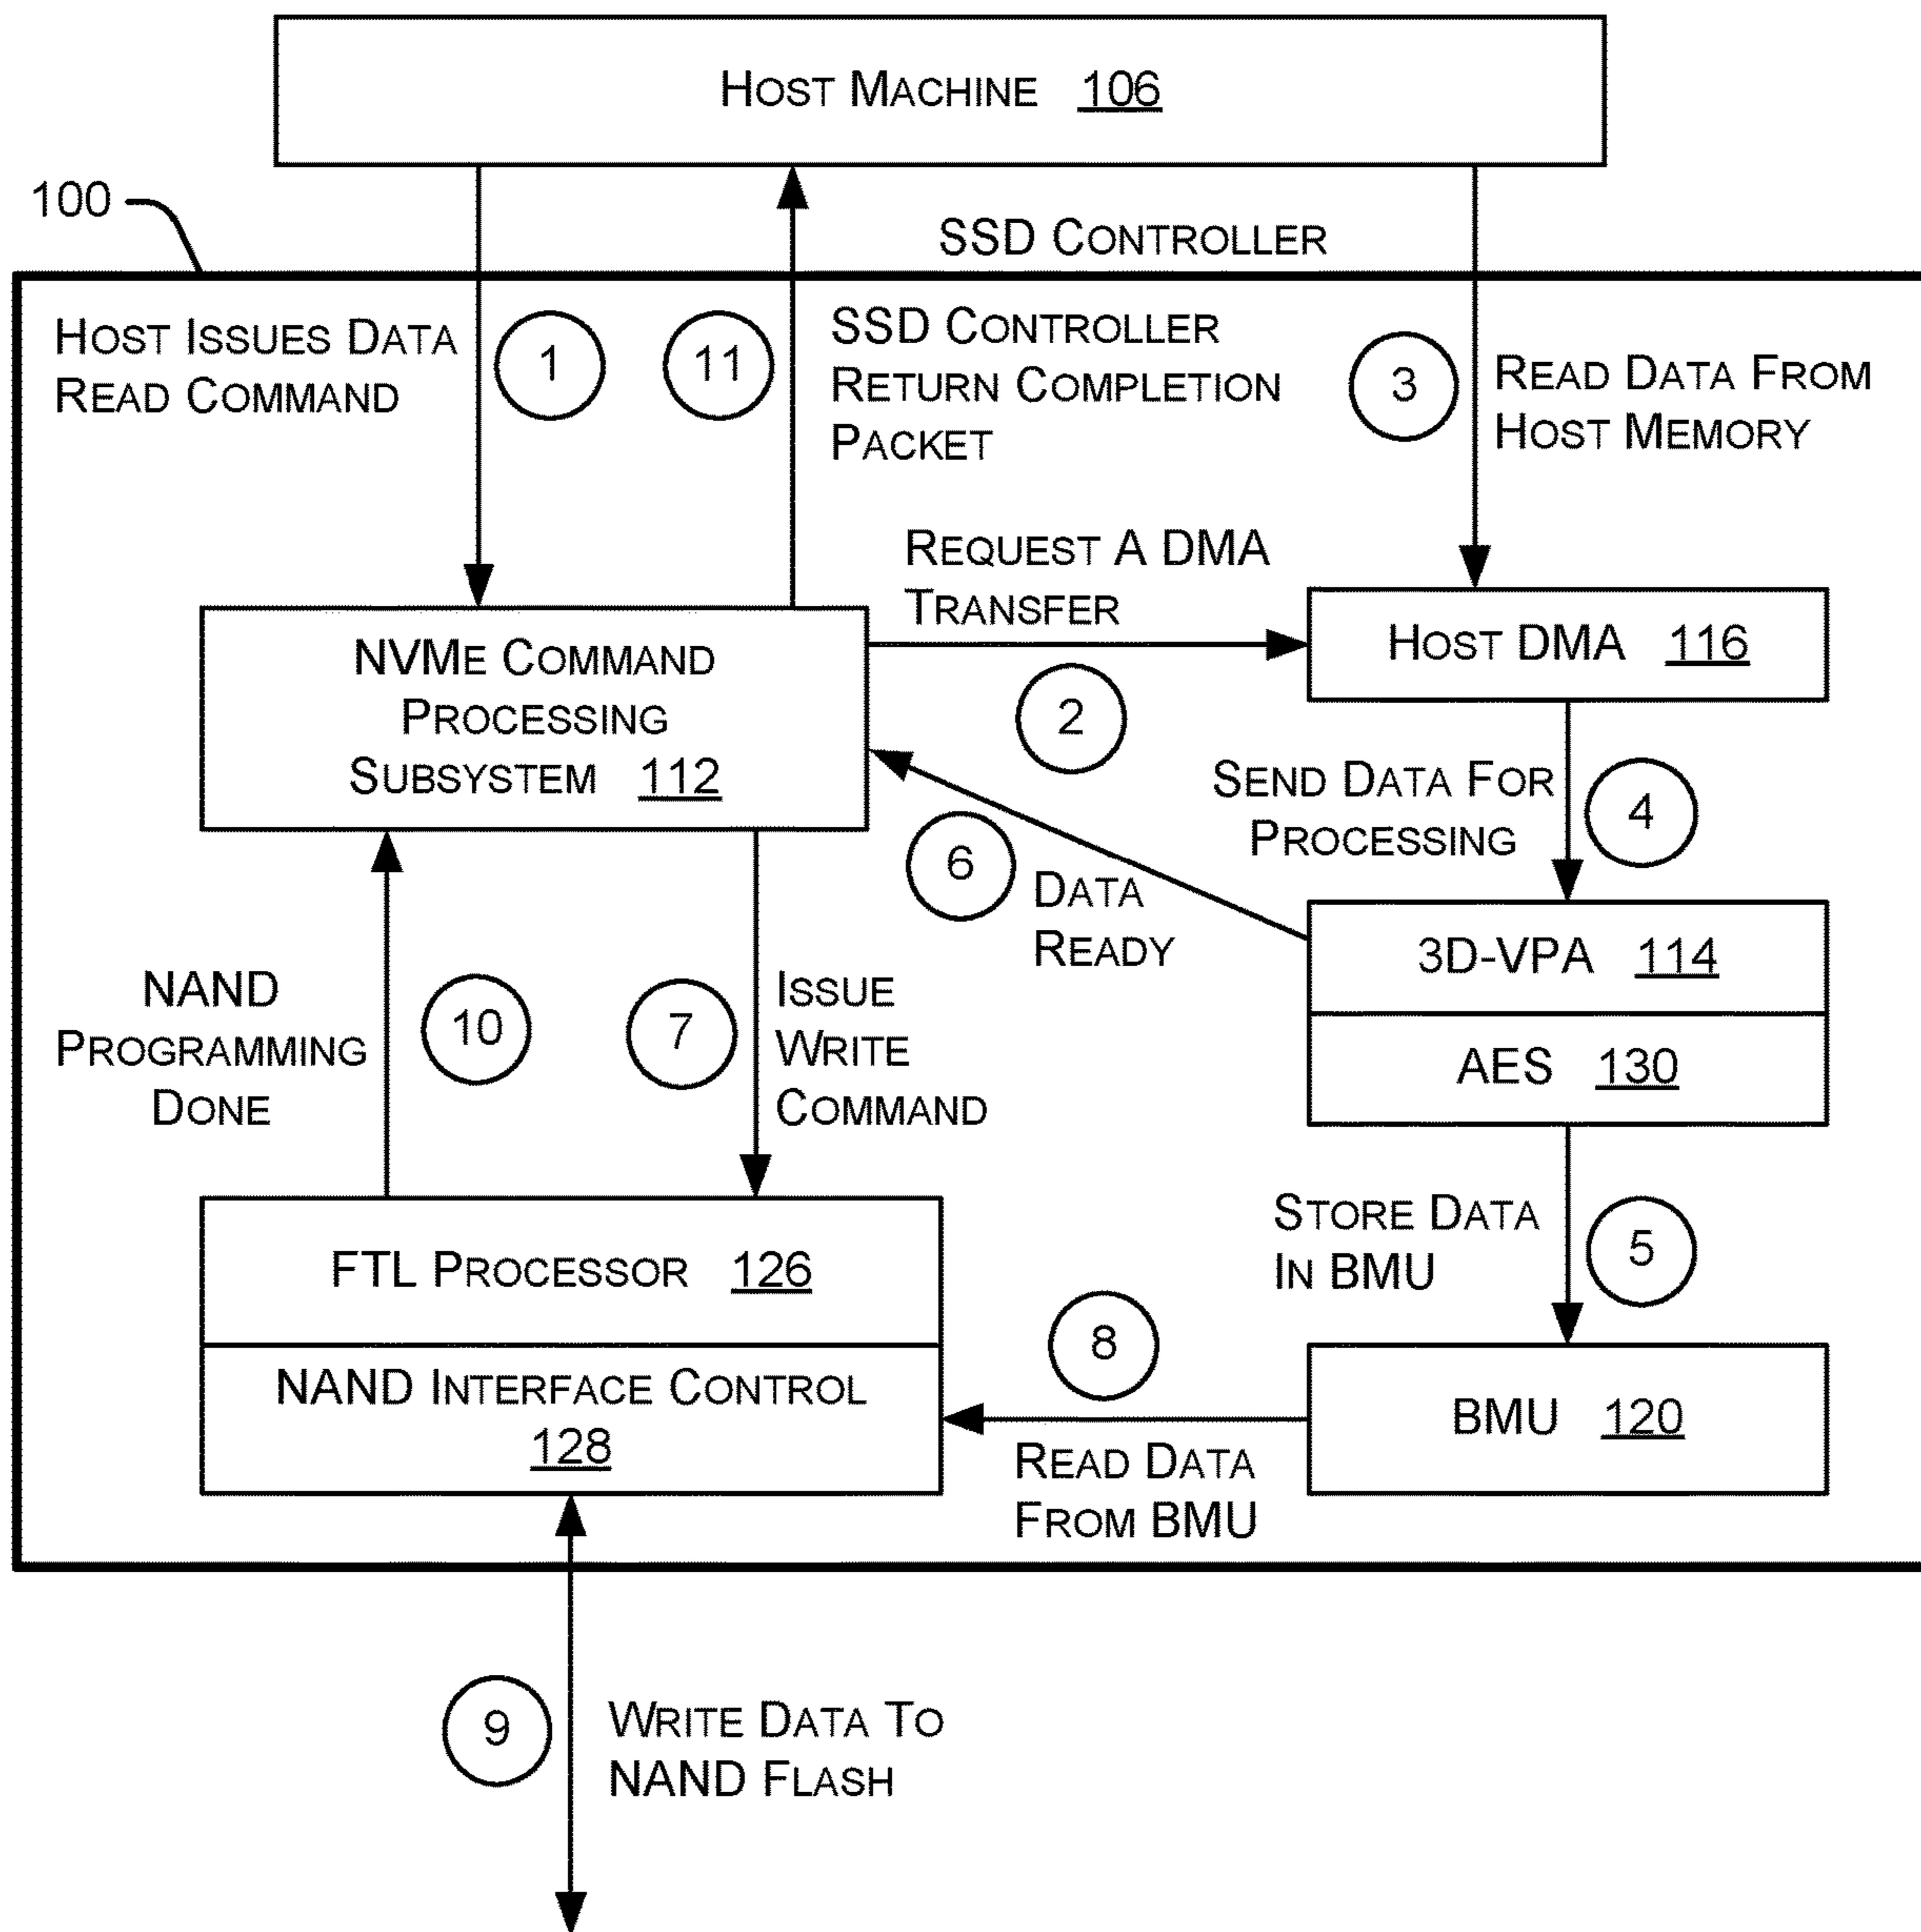 HOST MACHINE 106
100
SSD CONTROLLER
HOST ISSUES DATA
READ COMMAND
1
11
SSD CONTROLLER
RETURN COMPLETION
PACKET
3
READ DATA FROM
HOST MEMORY
REQUEST A DMA
TRANSFER
2
NVME COMMAND
PROCESSING
SUBSYSTEM 112
HOST DMA 116
SEND DATA FOR
PROCESSING
4
6
DATA
READY
3D-VPA 114
AES 130
NAND
PROGRAMMING
DONE
10
7
ISSUE
WRITE
COMMAND
STORE DATA
IN BMU
5
FTL PROCESSOR 126
NAND INTERFACE CONTROL
128
8
READ DATA
FROM BMU
BMU 120
9
WRITE DATA TO
NAND FLASH